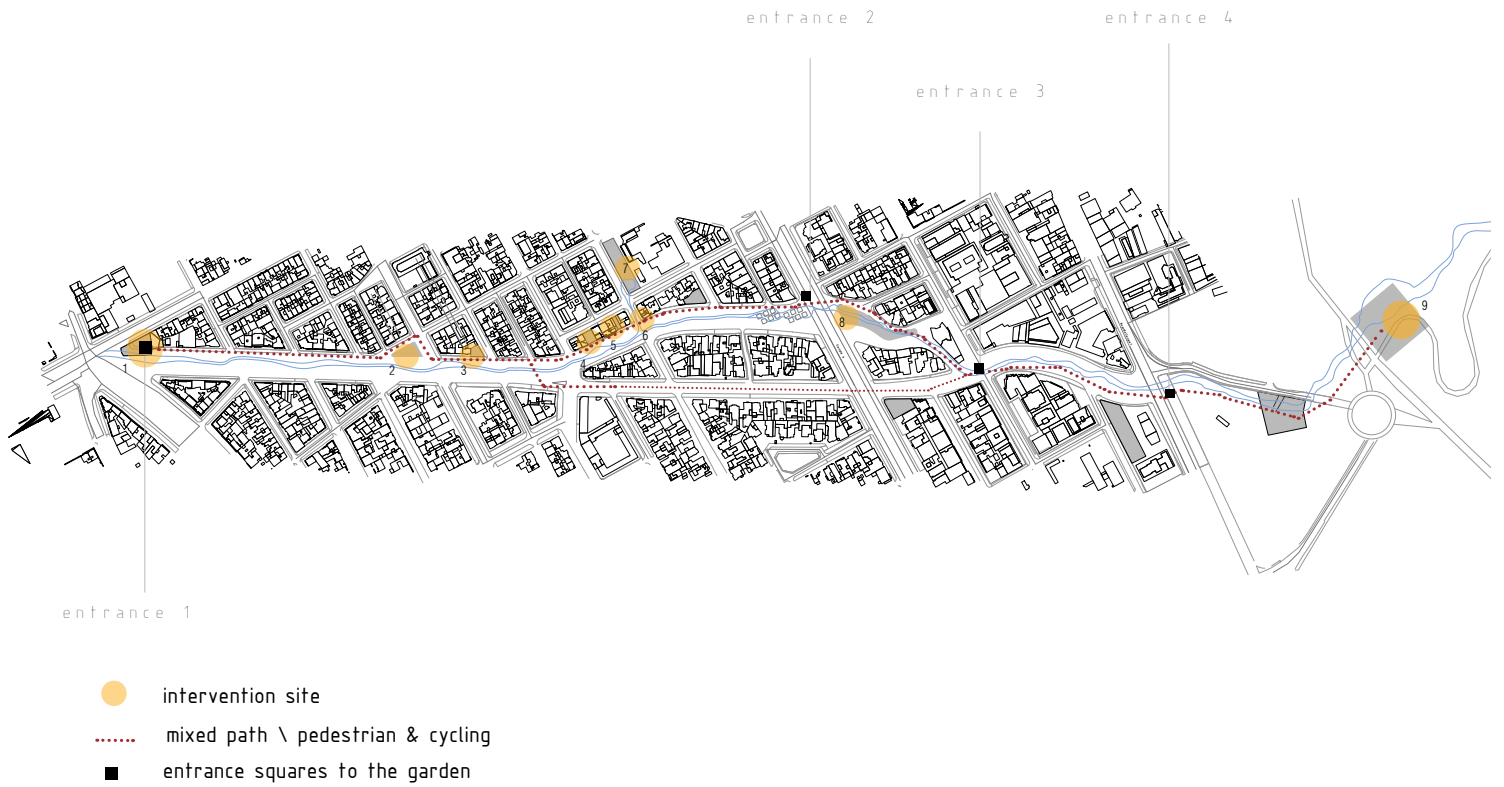 entrance 2
entrance 4
entrance 3
7
9
8
6
5
4
1
2
3
entrance 1
intervention site
mixed path \ pedestrian & cycling
entrance squares to the garden